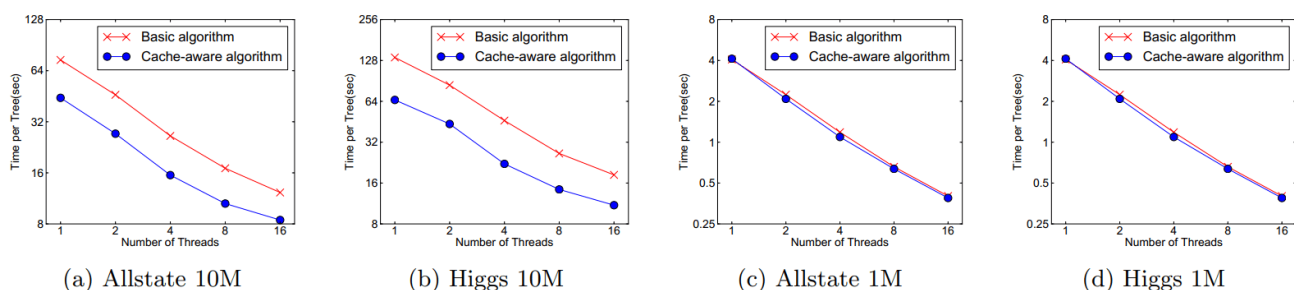 128
64
32
16
8
Time per Tree(sec)
Basic algorithm
Cache-aware algorithm
1 2 4 8 16
Number of Threads
(a) Allstate 10M
256
128
64
32
16
8
Time per Tree(sec)
Basic algorithm
Cache-aware algorithm
1 2 4 8 16
Number of Threads
(b) Higgs 10M
8
4
2
1
0.5
0.25
Time per Tree(sec)
Basic algorithm
Cache-aware algorithm
1 2 4 8 16
Number of Threads
(c) Allstate 1M
8
4
2
1
0.5
0.25
Time per Tree(sec)
Basic algorithm
Cache-aware algorithm
1 2 4 8 16
Number of Threads
(d) Higgs 1M